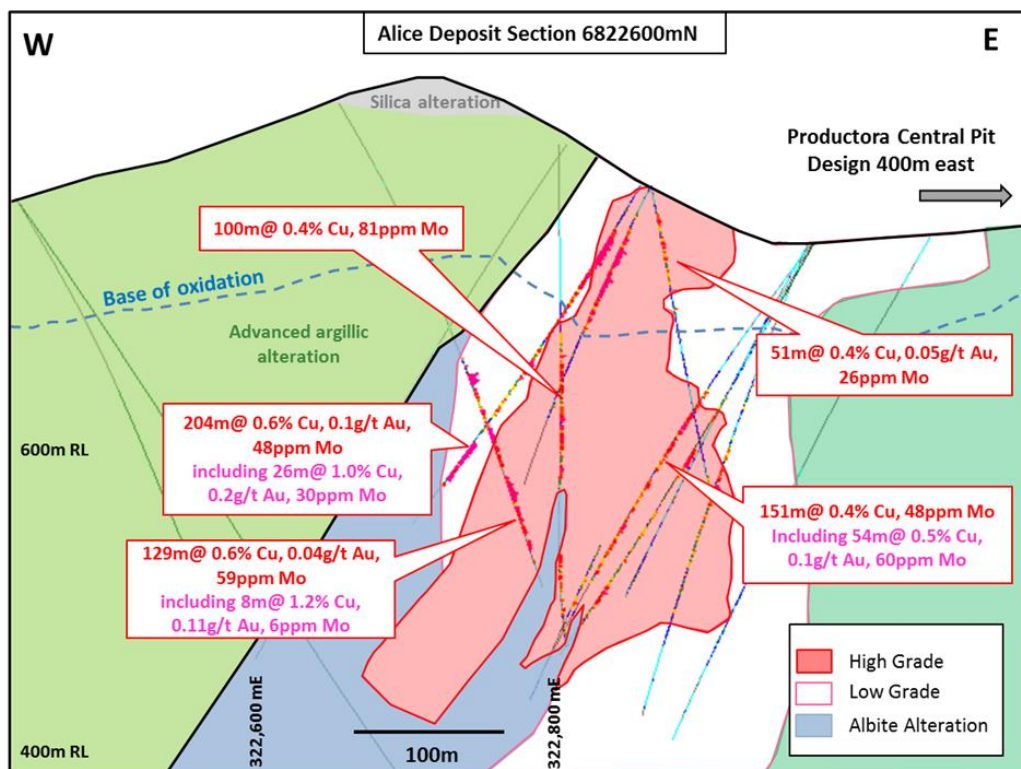 Alice Deposit Section 6822600mN
W
E
Silica alteration
Productora Central Pit
Design 400m east
100m@ 0.4% Cu, 81ppm Mo
Base of oxidation
Advanced argillic
alteration
51m@ 0.4% Cu, 0.05g/t Au,
26ppm Mo
204m@ 0.6% Cu, 0.1g/t Au,
48ppm Mo
including 26m@ 1.0% Cu,
0.2g/t Au, 30ppm Mo
600m RL
151m@ 0.4% Cu, 48ppm Mo
Including 54m@ 0.5% Cu,
0.1g/t Au, 60ppm Mo
129m@ 0.6% Cu, 0.04g/t Au,
59ppm Mo
including 8m@ 1.2% Cu,
0.11g/t Au, 6ppm Mo
High Grade
Low Grade
Albite Alteration
322,600 mE
322,800 mE
400m RL
100m